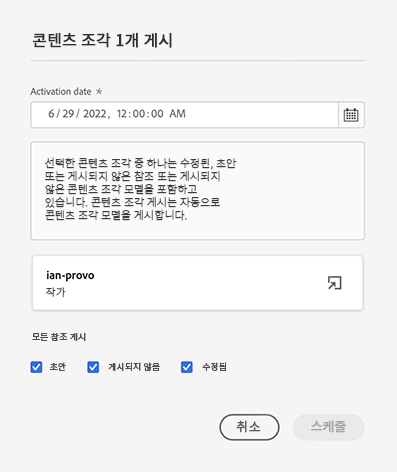 콘텐츠 조각 1개 게시
Activation date *
6 / 29 / 2022, 12 : 00 : 00 AM
선택한 콘텐츠 조각 중 하나는 수정된, 초안
또는 게시되지 않은 참조 또는 게시되지
않은 콘텐츠 조각 모델을 포함하고
있습니다. 콘텐츠 조각 게시는 자동으로
콘텐츠 조각 모델을 게시합니다.
ian-provo
작가
모든 참조 게시
초안 게시되지 않음 수정됨
취소 스케줄